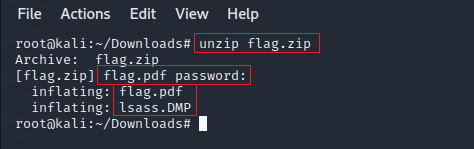 File Actions Edit View Help
root@kali:~/Downloads# unzip flag.zip
Archive:  flag.zip
[flag.zip] flag.pdf password:
  inflating: flag.pdf
  inflating: lsass.DMP
root@kali:~/Downloads#